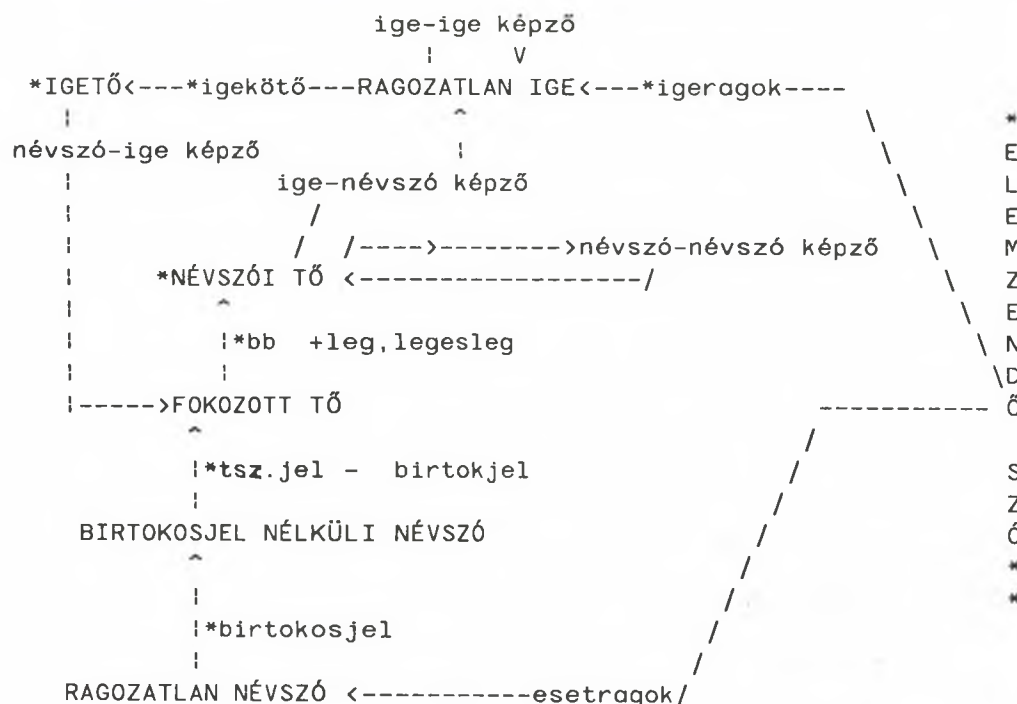 ige-ige képző
*IGETŐ<---*igekötő---RAGOZATLAN IGE<---*igeragok----
névszó-ige képző
ige-névszó képző
/---->-------->névszó-névszó képző
*NÉVSZÓI TŐ <-----------------/
*bb +leg,legesleg
|----->FOKOZOTT TŐ
*tsz.jel - birtokjel
BIRTOKOSJEL NÉLKÜLI NÉVSZÓ
*birtokosjel
RAGOZATLAN NÉVSZÓ <-----------esetragok/
*
E
L
E
M
Z
E
N
D
Ő
S
Z
Ó
*
*